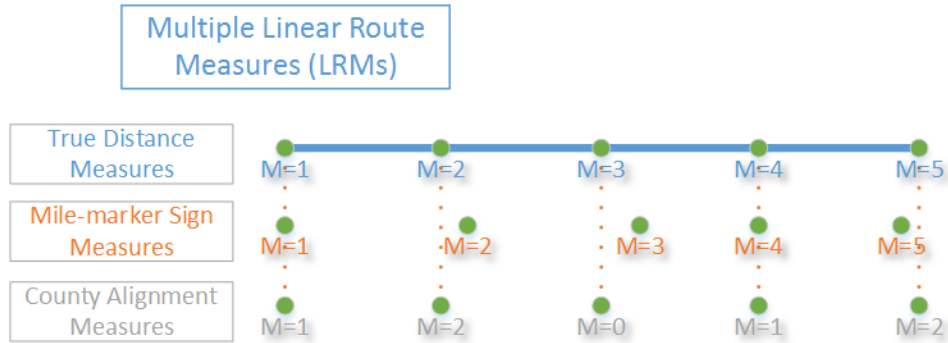 Multiple Linear Route
Measures (LRMs)
True Distance
Measures
M=1 M=2 M=3 M=4 M=5
Mile-marker Sign
Measures
M=1 M=2 M=3 M=4 M=5
County Alignment
Measures
M=1 M=2 M=0 M=1 M=2